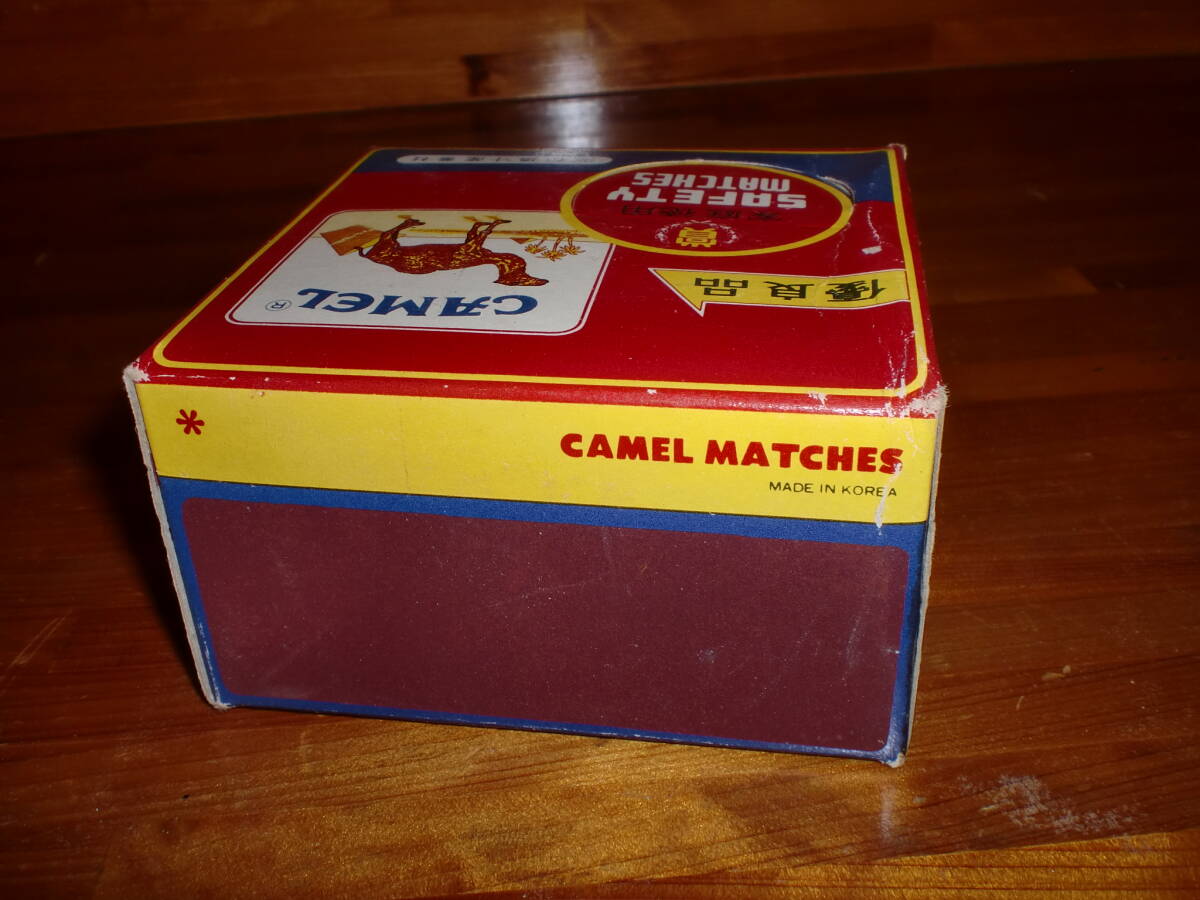 CAMEL®
SAFETY
MATCHES
優良品
*
CAMEL MATCHES
MADE IN KOREA